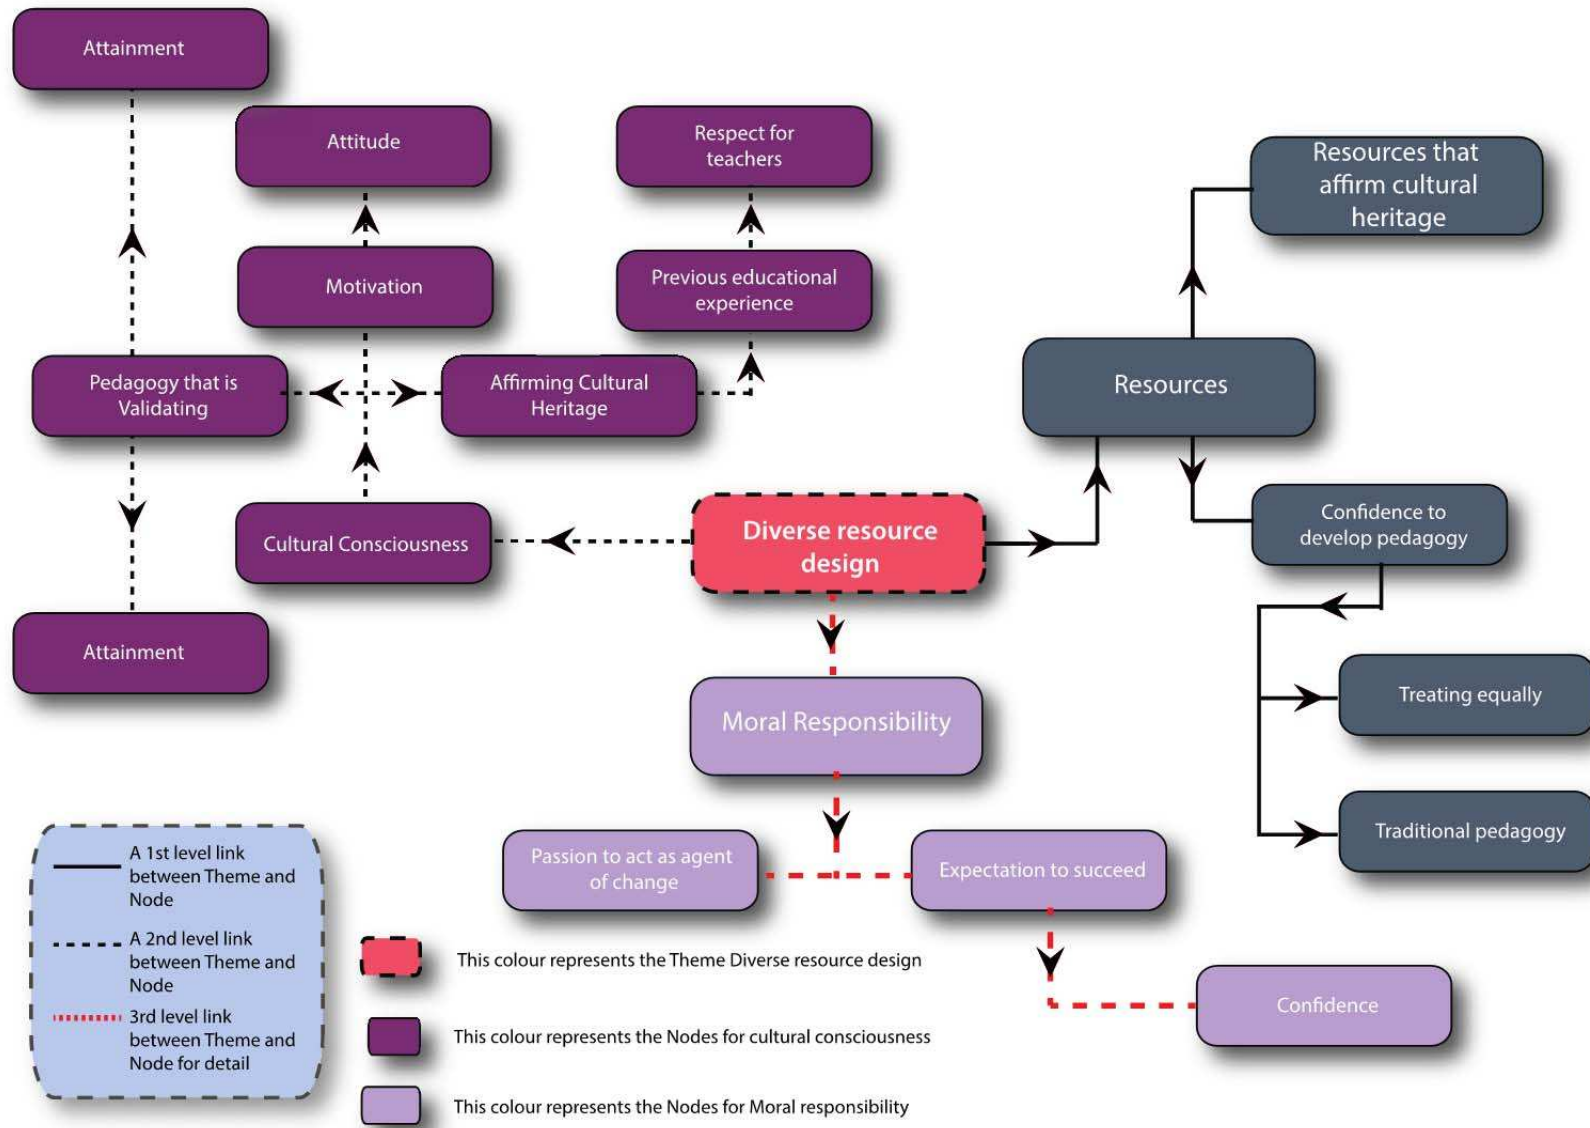 Attainment
Attitude
Respect for
teachers
Resources that
affirm cultural
heritage
Motivation
Previous educational
experience
Pedagogy that is
Validating
Affirming Cultural
Heritage
Resources
Cultural Consciousness
Diverse resource
design
Confidence to
develop pedagogy
Attainment
Moral Responsibility
Treating equally
Traditional pedagogy
Passion to act as agent
of change
Expectation to succeed
Confidence
A 1st level link
between Theme and
Node
A 2nd level link
between Theme and
Node
3rd level link
between Theme and
Node for detail
This colour represents the Theme Diverse resource design
This colour represents the Nodes for cultural consciousness
This colour represents the Nodes for Moral responsibility